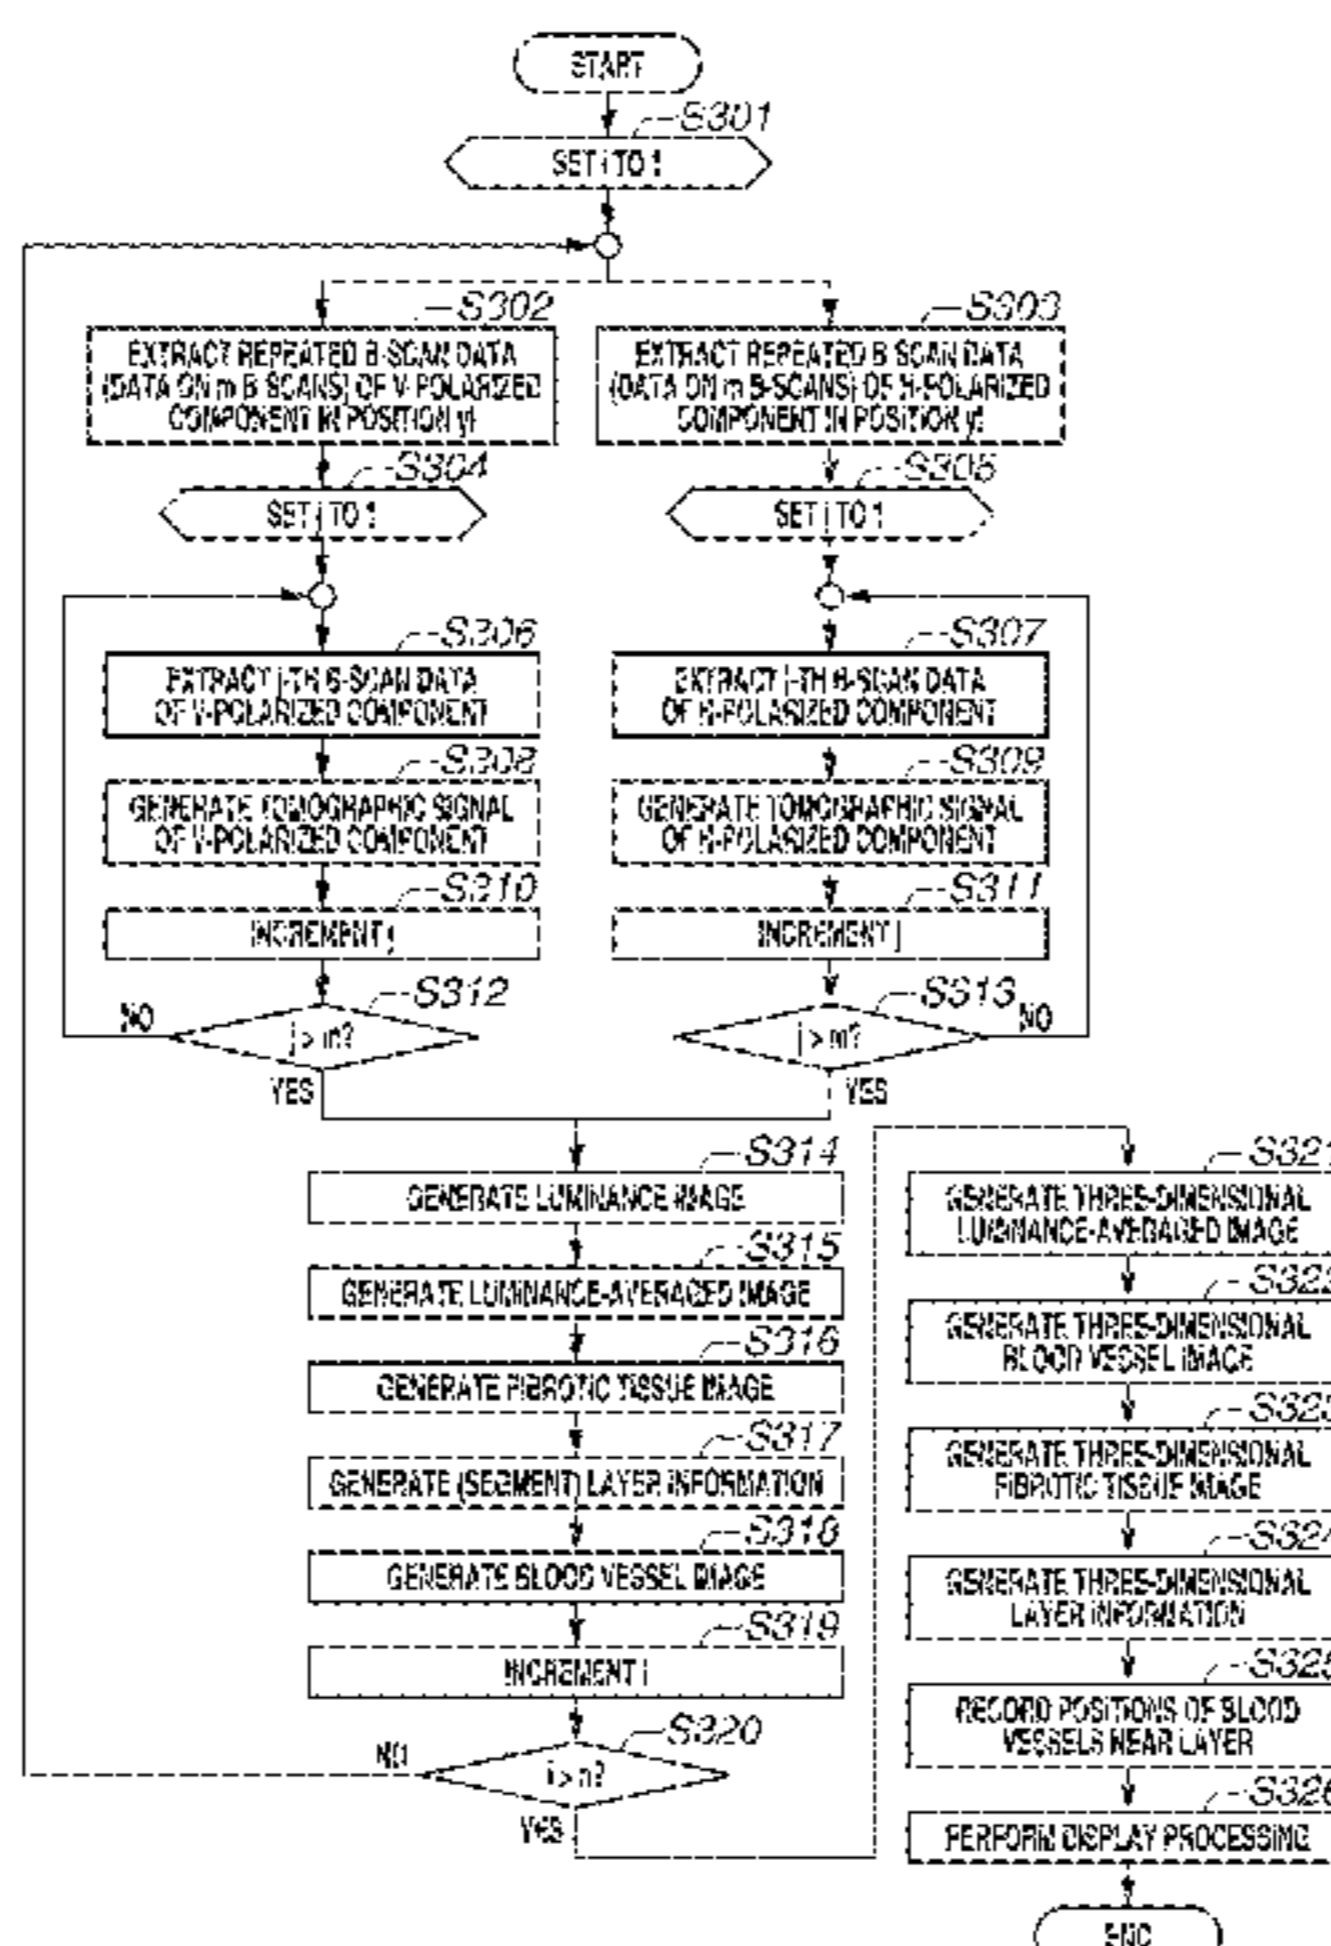 START
S301
SET i TO 1
S302
EXTRACT REPEATED B-SCAN DATA
(DATA ON m B-SCANS) OF V-POLARIZED
COMPONENT IN POSITION yi
S303
EXTRACT REPEATED B-SCAN DATA
(DATA ON m B-SCANS) OF H-POLARIZED
COMPONENT IN POSITION yi
S304
SET j TO 1
S305
SET j TO 1
S306
EXTRACT j-TH B-SCAN DATA
OF V-POLARIZED COMPONENT
S307
EXTRACT j-TH B-SCAN DATA
OF H-POLARIZED COMPONENT
S308
GENERATE TOMOGRAPHIC SIGNAL
OF V-POLARIZED COMPONENT
S309
GENERATE TOMOGRAPHIC SIGNAL
OF H-POLARIZED COMPONENT
S310
INCREMENT j
S311
INCREMENT j
S312
j > m?
NO
YES
S313
j > m?
NO
YES
S314
GENERATE LUMINANCE IMAGE
S315
GENERATE LUMINANCE-AVERAGED IMAGE
S316
GENERATE FIBROTIC TISSUE IMAGE
S317
GENERATE (SEGMENT) LAYER INFORMATION
S318
GENERATE BLOOD VESSEL IMAGE
S319
INCREMENT i
S320
i > n?
NO
YES
S321
GENERATE THREE-DIMENSIONAL
LUMINANCE-AVERAGED IMAGE
S322
GENERATE THREE-DIMENSIONAL
BLOOD VESSEL IMAGE
S323
GENERATE THREE-DIMENSIONAL
FIBROTIC TISSUE IMAGE
S324
GENERATE THREE-DIMENSIONAL
LAYER INFORMATION
S325
RECORD POSITIONS OF BLOOD
VESSELS NEAR LAYER
S326
PERFORM DISPLAY PROCESSING
END